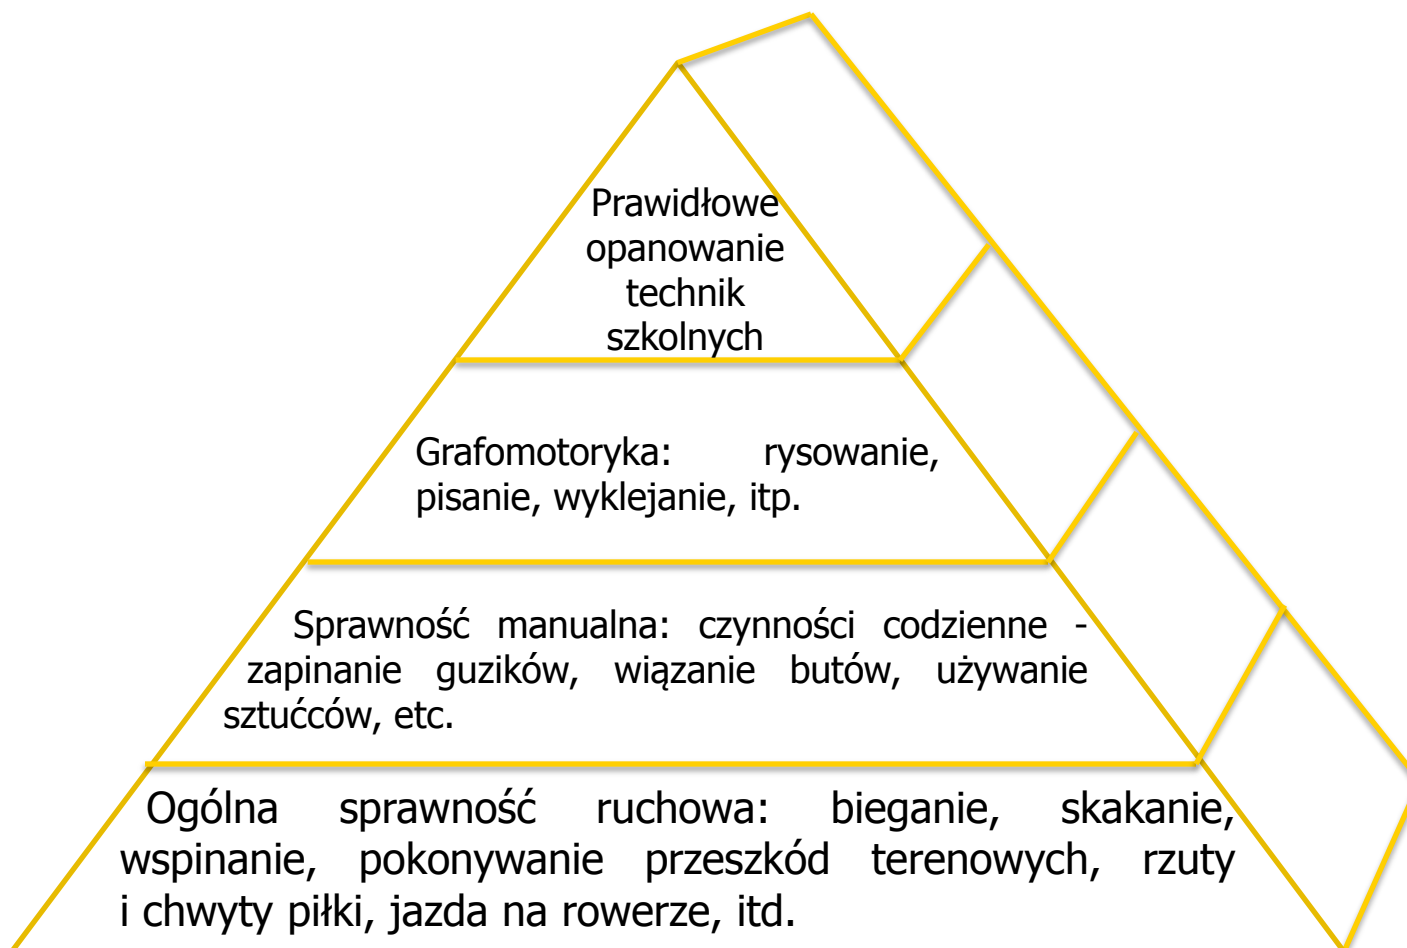 Prawidłowe
opanowanie
technik
szkolnych
Grafomotoryka: rysowanie,
pisanie, wyklejanie, itp.
Sprawność manualna: czynności codzienne -
zapinanie guzików, wiązanie butów, używanie
sztućców, etc.
Ogólna sprawność ruchowa: bieganie, skakanie,
wspinanie, pokonywanie przeszkód terenowych, rzuty
i chwyty piłki, jazda na rowerze, itd.